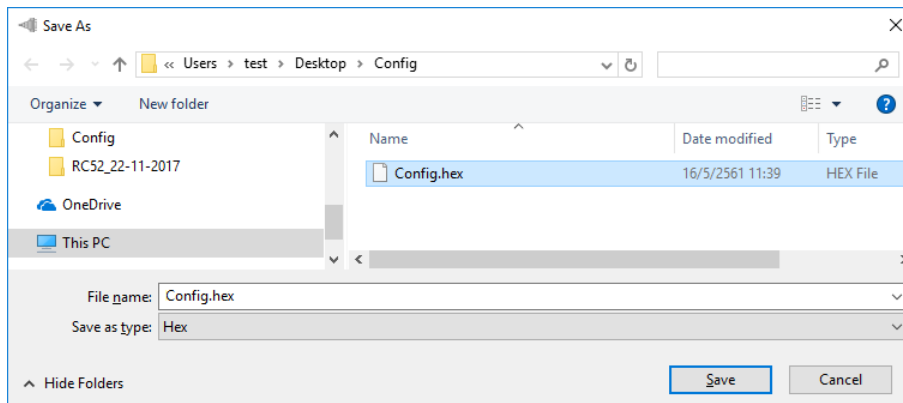 Save As
« Users › test › Desktop › Config
Organize New folder
Config
RC52_22-11-2017
OneDrive
This PC
Name Date modified Type
Config.hex 16/5/2561 11:39 HEX File
File name: Config.hex
Save as type: Hex
Hide Folders Save Cancel